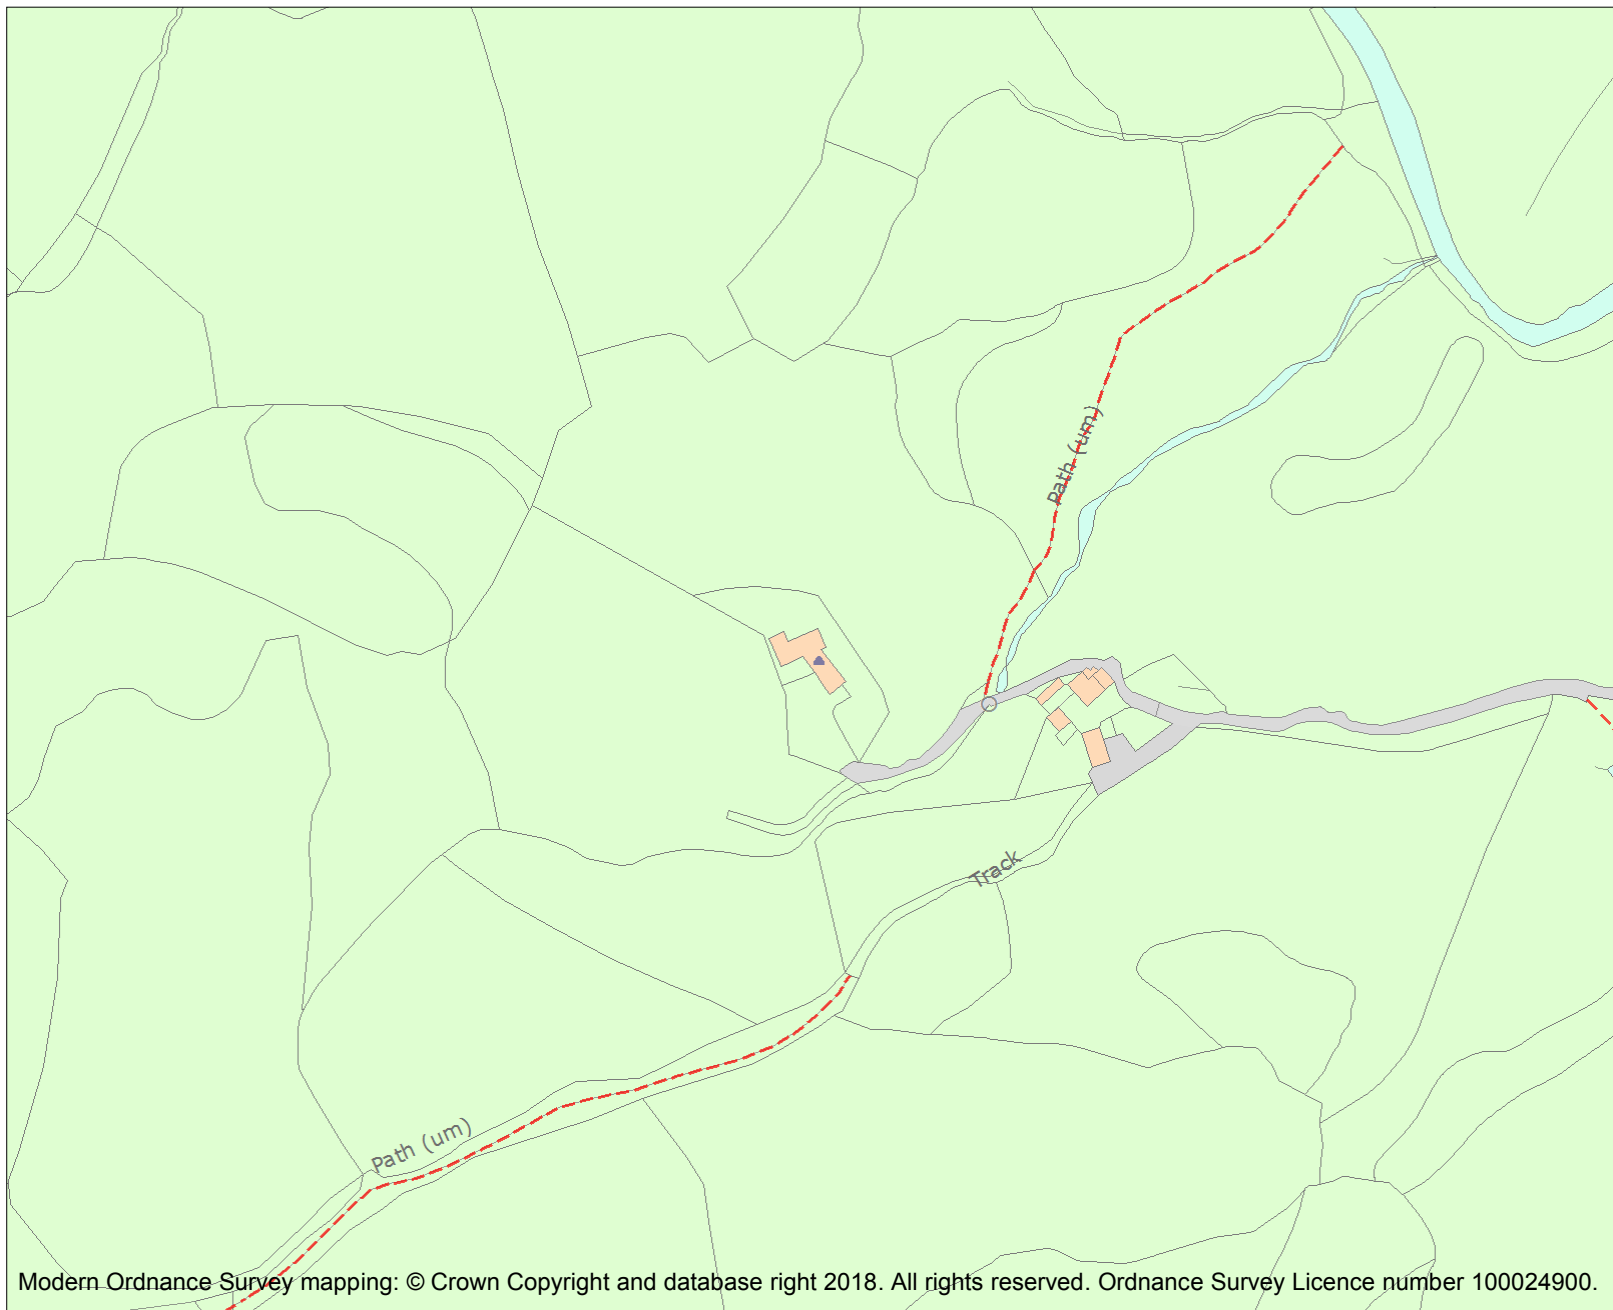 Path (um)
Track
Path (um)
Modern Ordnance Survey mapping: © Crown Copyright and database right 2018. All rights reserved. Ordnance Survey Licence number 100024900.